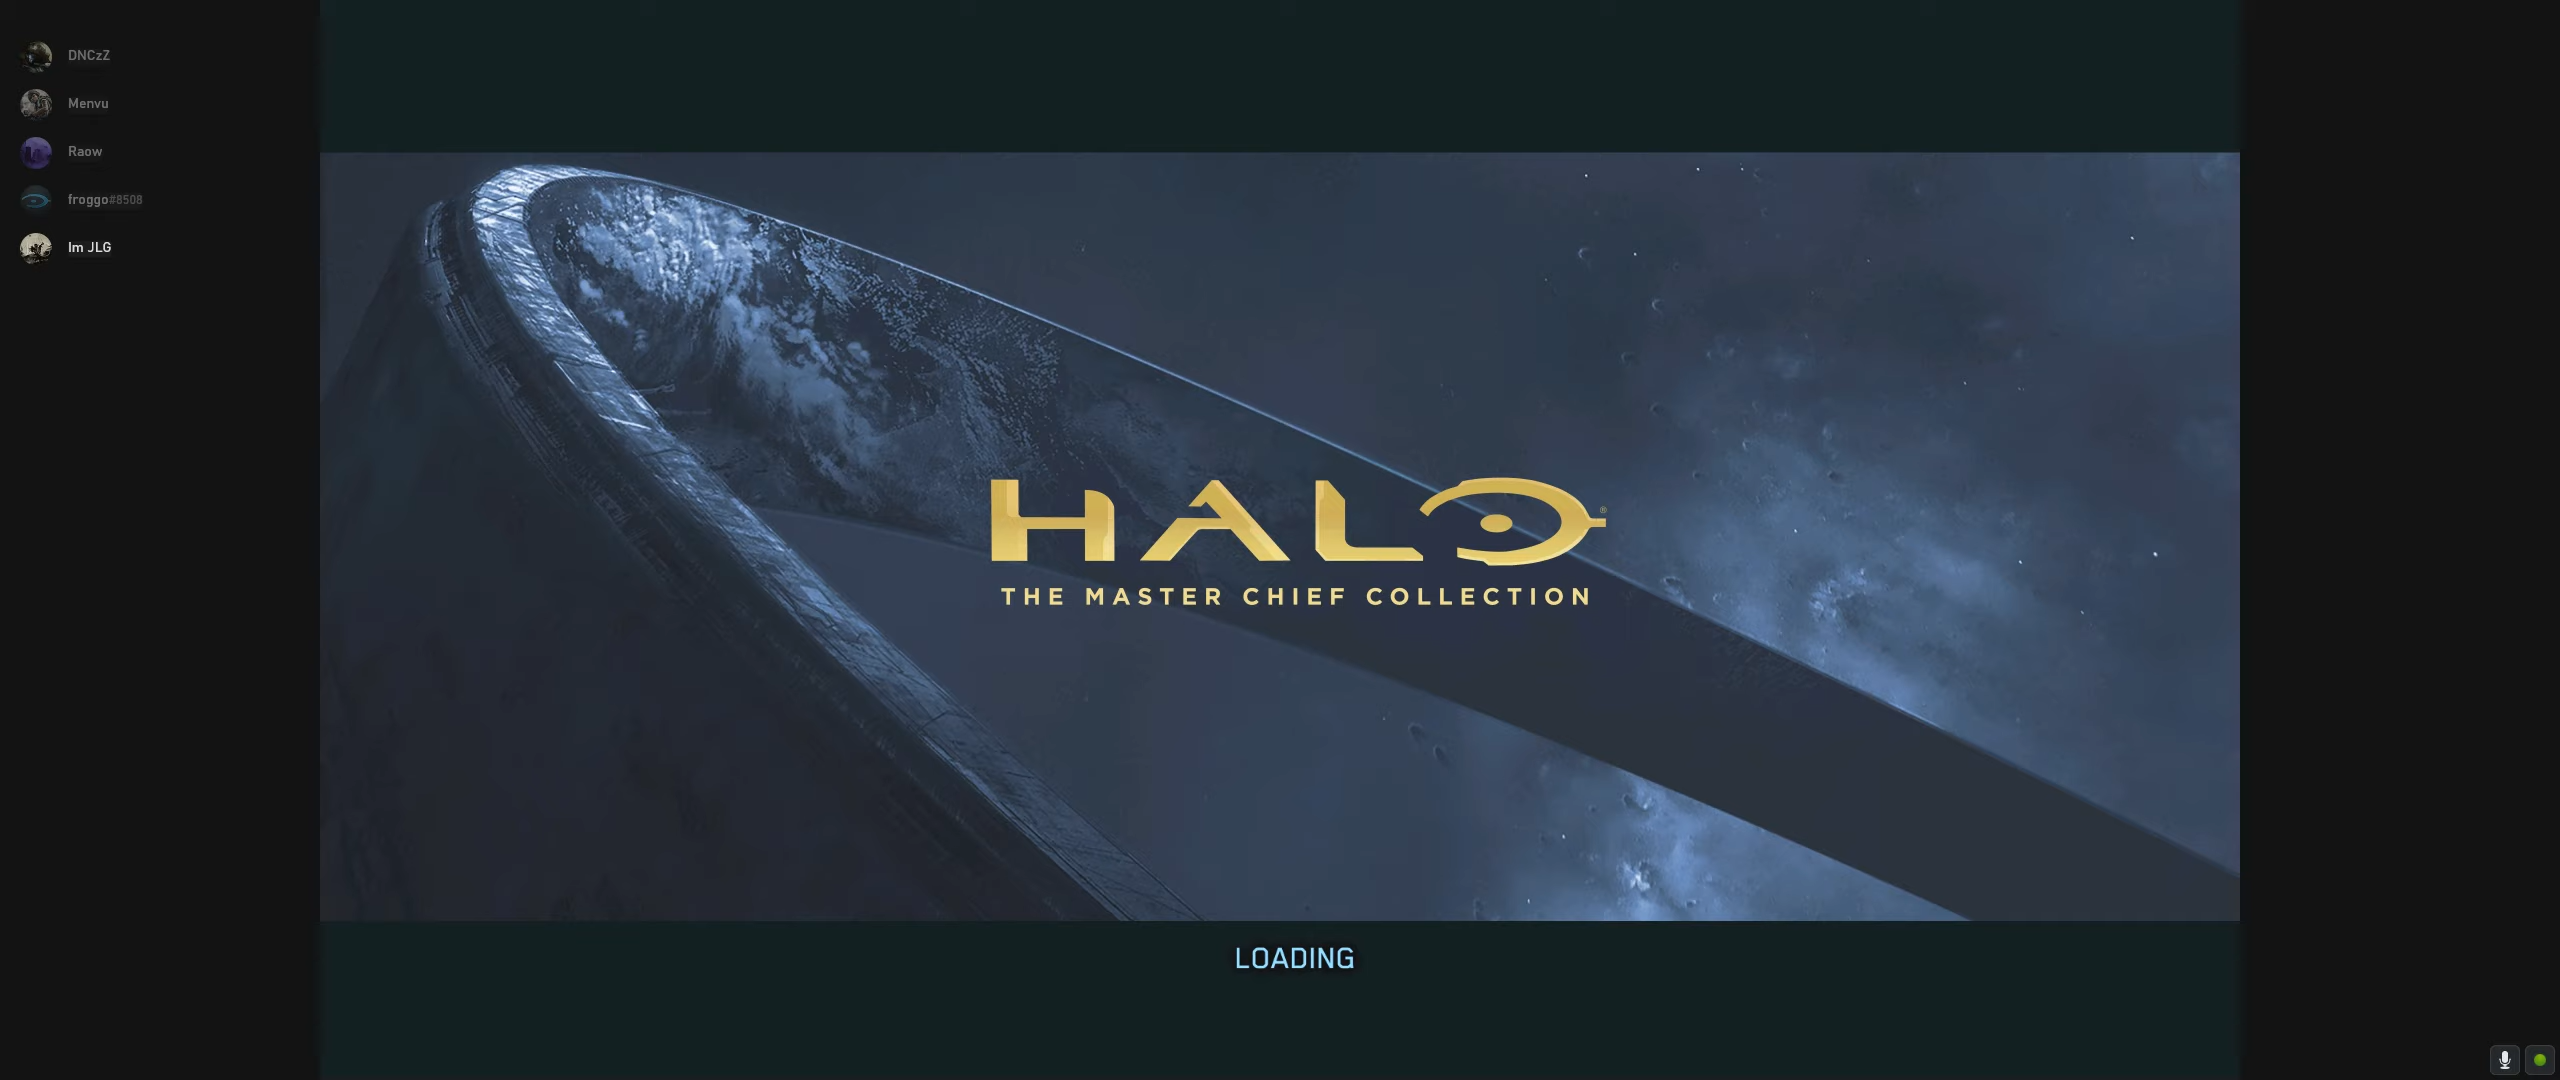 DNCzZ
Menvu
Raow
froggo#8508
Im JLG
HALO®
THE MASTER CHIEF COLLECTION
LOADING